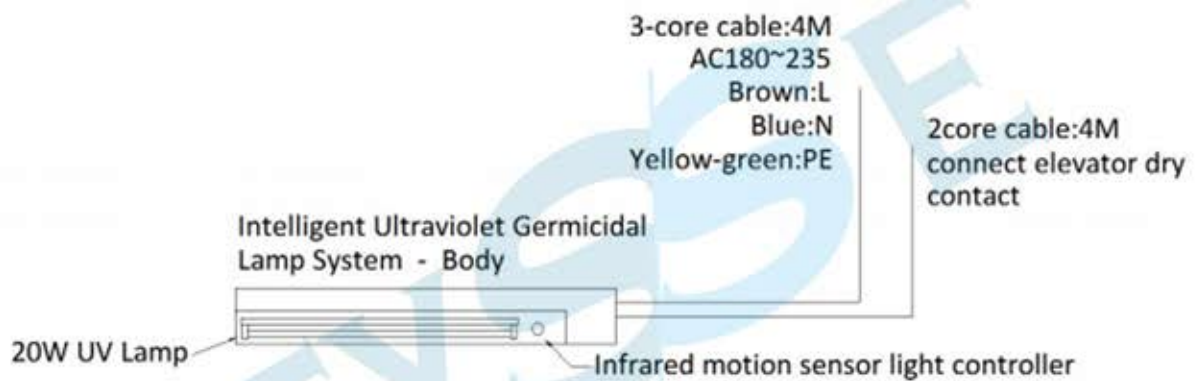 3-core cable:4M
AC180~235
Brown:L
Blue:N
Yellow-green:PE
2core cable:4M
connect elevator dry
contact
Intelligent Ultraviolet Germicidal
Lamp System - Body
20W UV Lamp
Infrared motion sensor light controller